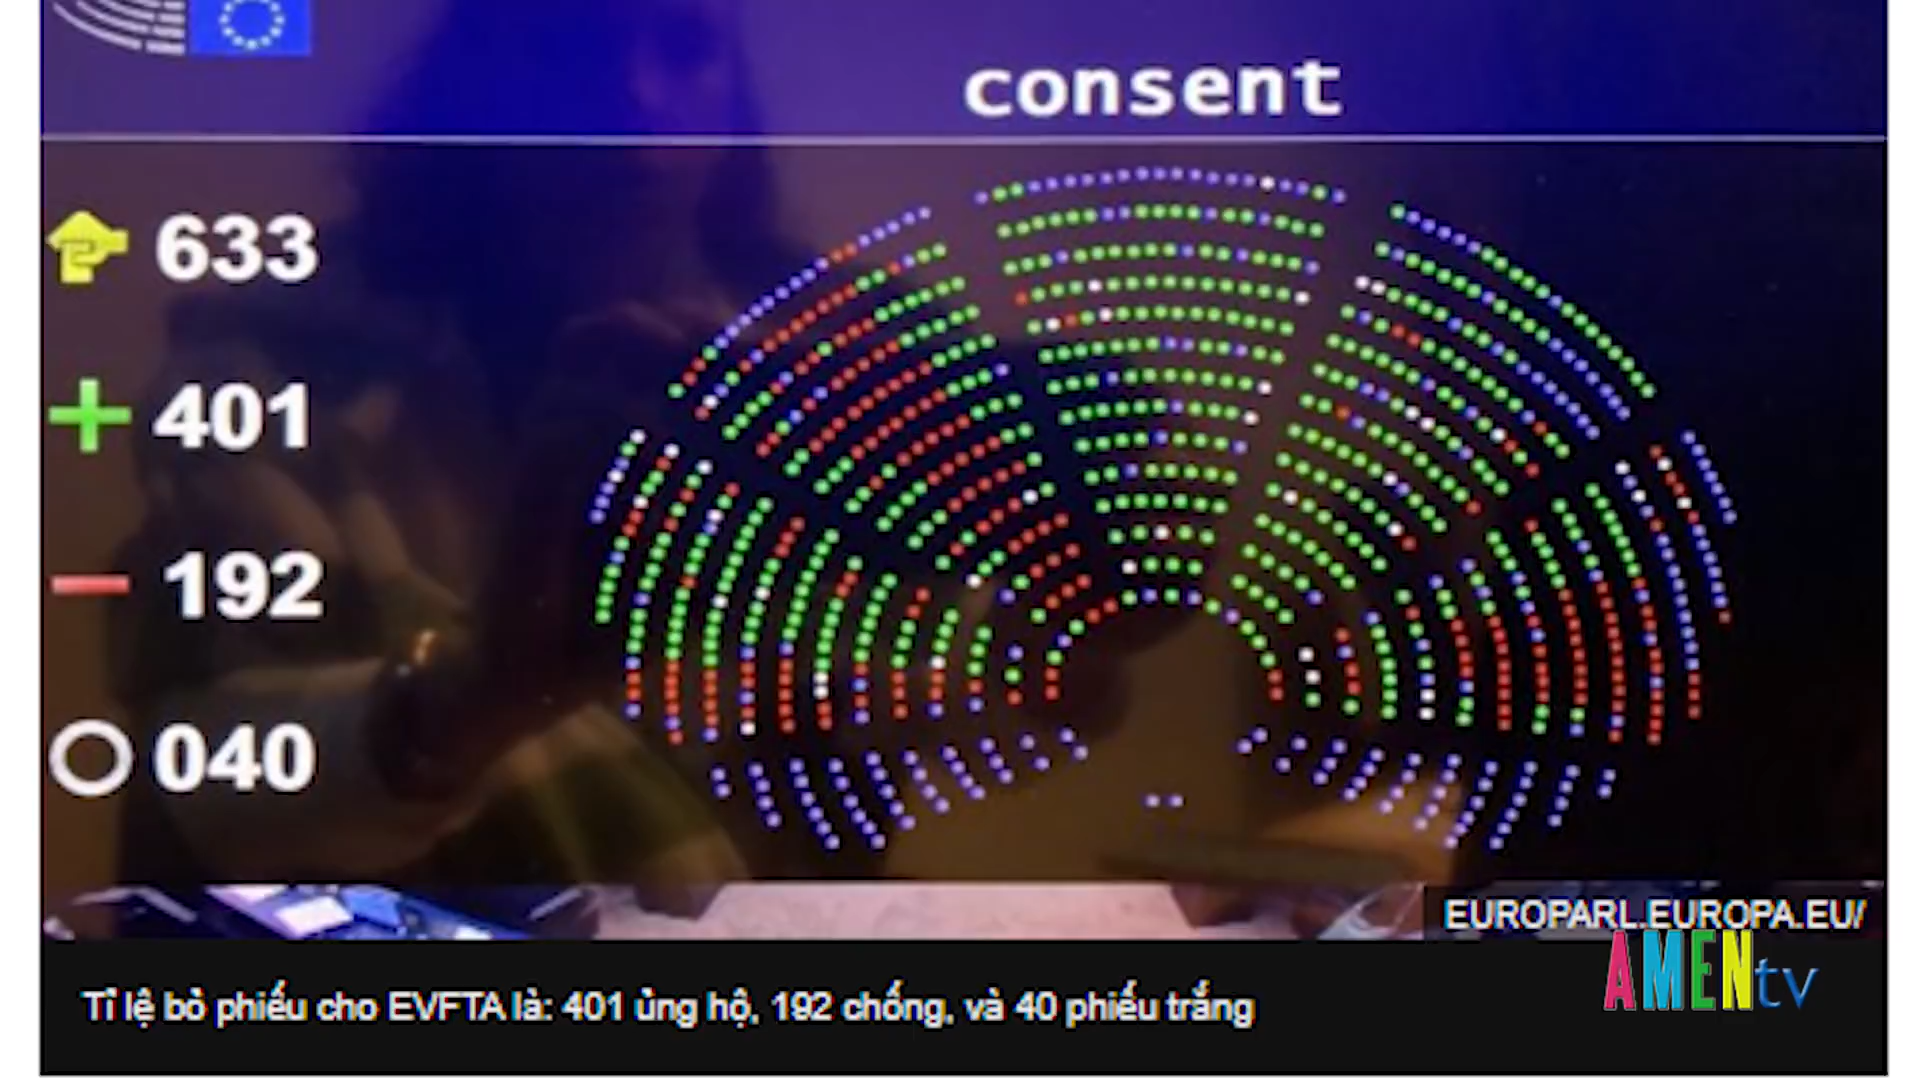 consent
633
401
192
040
EUROPARL.EUROPA.EU/
AMENtv
Tỉ lệ bỏ phiếu cho EVFTA là: 401 ủng hộ, 192 chống, và 40 phiếu trắng